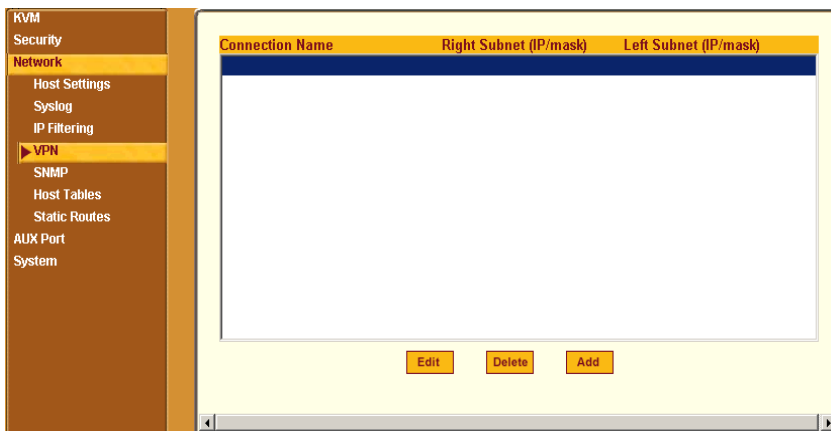 KVM
Security
Network
Host Settings
Syslog
IP Filtering
VPN
SNMP
Host Tables
Static Routes
AUX Port
System
Connection Name Right Subnet (IP/mask) Left Subnet (IP/mask)
Edit Delete Add